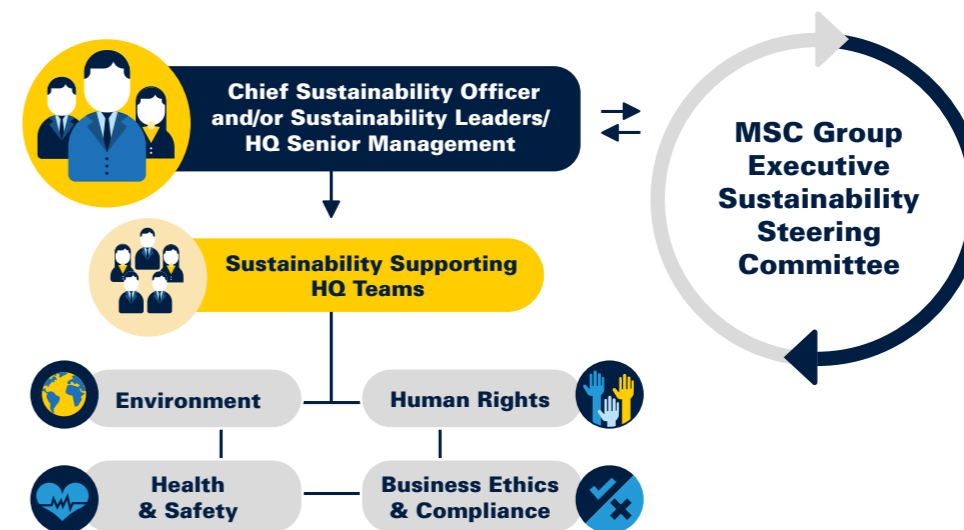 Chief Sustainability Officer
and/or Sustainability Leaders/
HQ Senior Management
MSC Group
Executive
Sustainability
Steering
Committee
Sustainability Supporting
HQ Teams
Environment
Human Rights
Health
& Safety
Business Ethics
& Compliance